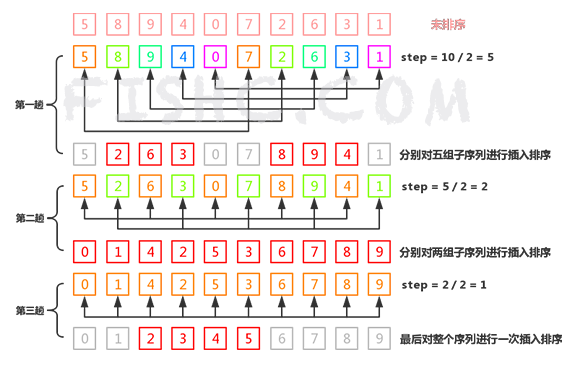 5 8 9 4 0 7 2 6 3 1 未排序
5 8 9 4 0 7 2 6 3 1 step = 10 / 2 = 5
FISHC.COM
第一趟
5 2 6 3 0 7 8 9 4 1 分别对五组子序列进行插入排序
5 2 6 3 0 7 8 9 4 1 step = 5 / 2 = 2
第二趟
0 1 4 2 5 3 6 7 8 9 分别对两组子序列进行插入排序
0 1 4 2 5 3 6 7 8 9 step = 2 / 2 = 1
第三趟
0 1 2 3 4 5 6 7 8 9 最后对整个序列进行一次插入排序